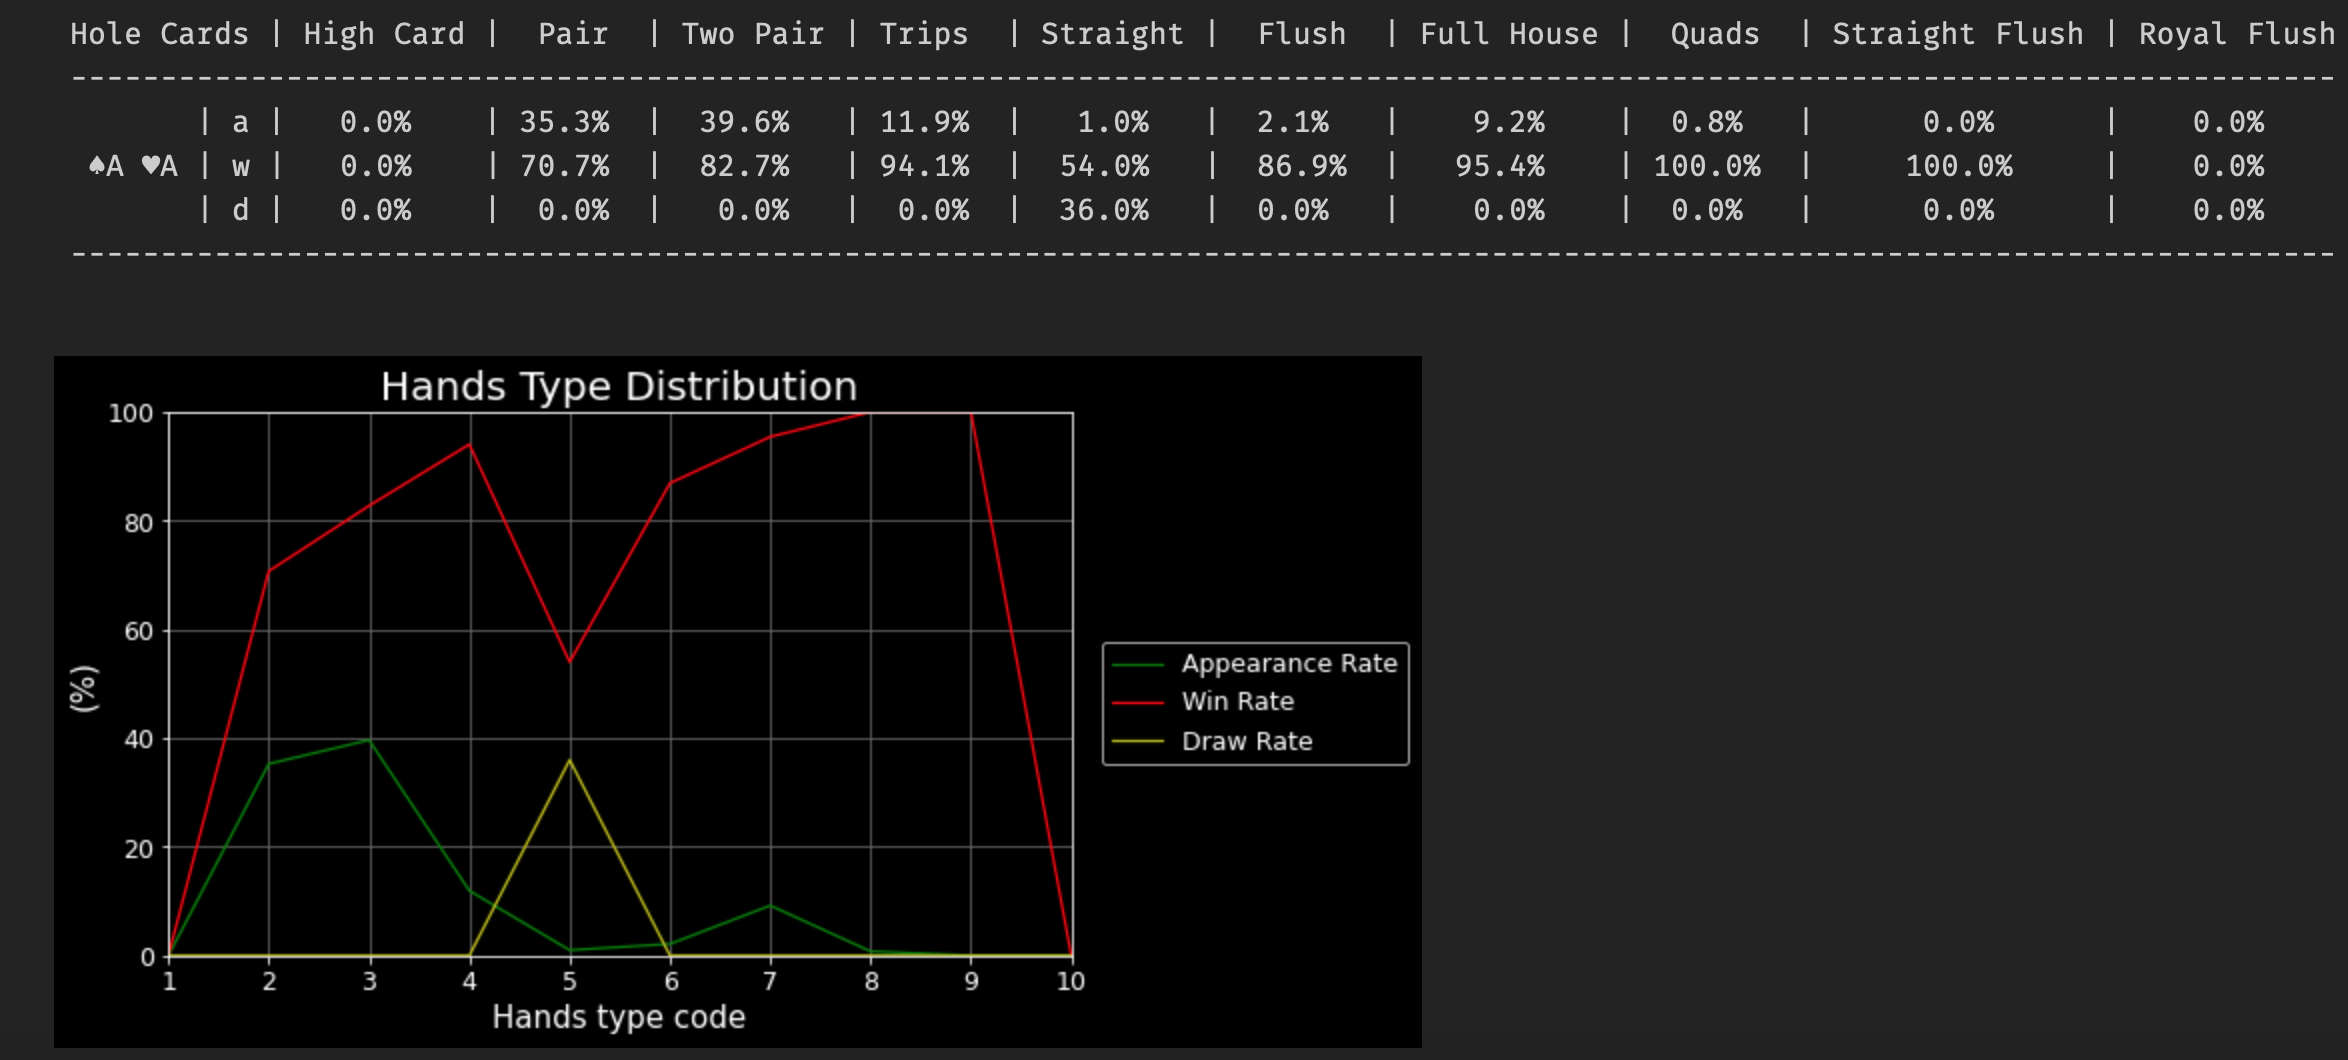 Hole Cards | High Card | Pair | Two Pair | Trips | Straight | Flush | Full House | Quads | Straight Flush | Royal Flush
--------------------------------------------------------------------------------
| a | 0.0% | 35.3% | 39.6% | 11.9% | 1.0% | 2.1% | 9.2% | 0.8% | 0.0% | 0.0%
♠A ♥A | w | 0.0% | 70.7% | 82.7% | 94.1% | 54.0% | 86.9% | 95.4% | 100.0% | 100.0% | 0.0%
| d | 0.0% | 0.0% | 0.0% | 0.0% | 36.0% | 0.0% | 0.0% | 0.0% | 0.0% | 0.0%
--------------------------------------------------------------------------------
Hands Type Distribution
100
80
60
40
20
0
(%)
1 2 3 4 5 6 7 8 9 10
Hands type code
Appearance Rate
Win Rate
Draw Rate